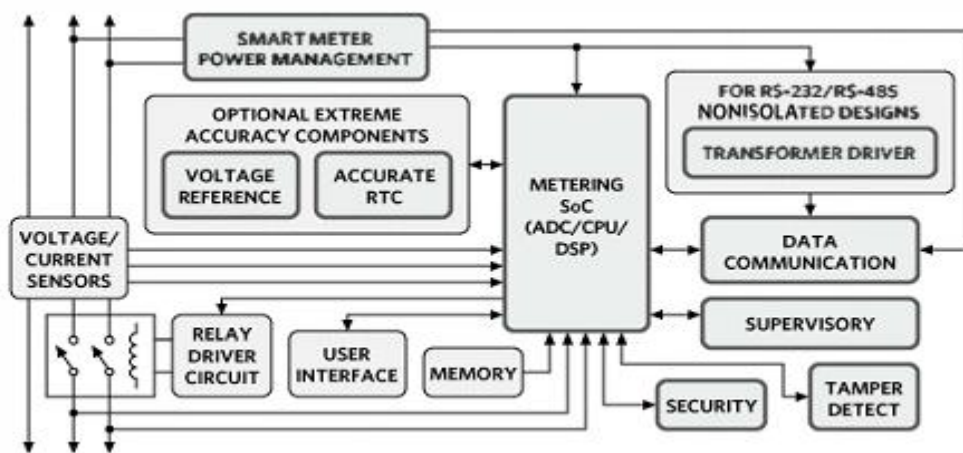 SMART METER
POWER MANAGEMENT
FOR RS-232/RS-485
NONISOLATED DESIGNS
TRANSFORMER DRIVER
OPTIONAL EXTREME
ACCURACY COMPONENTS
VOLTAGE
REFERENCE
ACCURATE
RTC
METERING
SoC
(ADC/CPU/
DSP)
VOLTAGE/
CURRENT
SENSORS
DATA
COMMUNICATION
RELAY
DRIVER
CIRCUIT
USER
INTERFACE
MEMORY
SUPERVISORY
SECURITY
TAMPER
DETECT